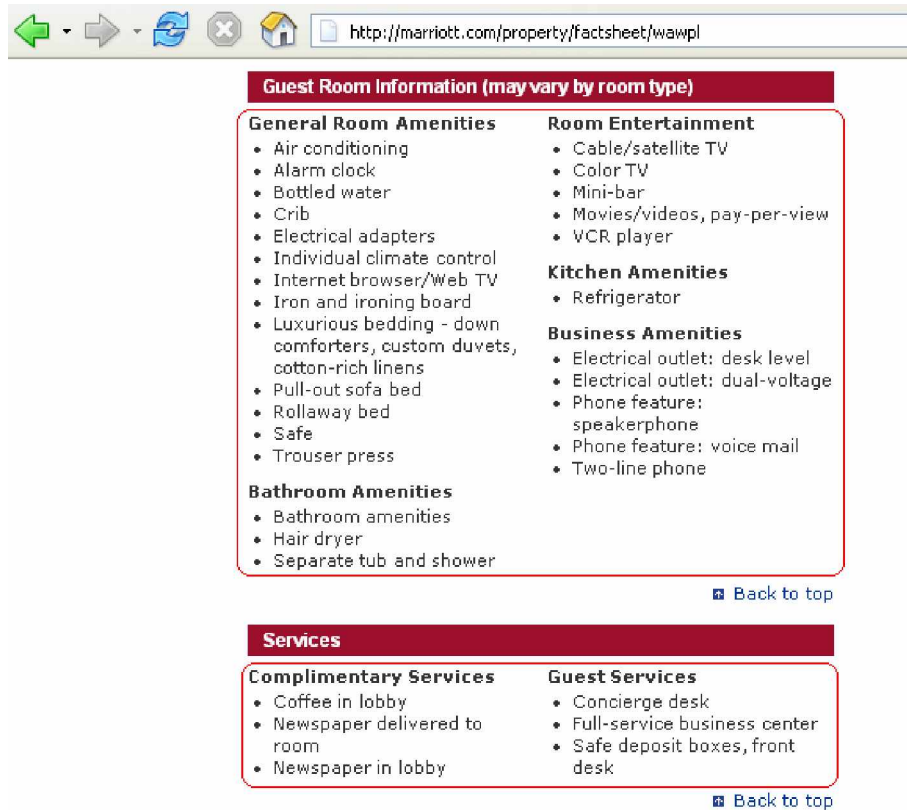 http://marriott.com/property/factsheet/wawpl
Guest Room Information (may vary by room type)
General Room Amenities
• Air conditioning
• Alarm clock
• Bottled water
• Crib
• Electrical adapters
• Individual climate control
• Internet browser/Web TV
• Iron and ironing board
• Luxurious bedding - down
comforters, custom duvets,
cotton-rich linens
• Pull-out sofa bed
• Rollaway bed
• Safe
• Trouser press
Bathroom Amenities
• Bathroom amenities
• Hair dryer
• Separate tub and shower
Room Entertainment
• Cable/satellite TV
• Color TV
• Mini-bar
• Movies/videos, pay-per-view
• VCR player
Kitchen Amenities
• Refrigerator
Business Amenities
• Electrical outlet: desk level
• Electrical outlet: dual-voltage
• Phone feature:
speakerphone
• Phone feature: voice mail
• Two-line phone
Back to top
Services
Complimentary Services
• Coffee in lobby
• Newspaper delivered to
room
• Newspaper in lobby
Guest Services
• Concierge desk
• Full-service business center
• Safe deposit boxes, front
desk
Back to top